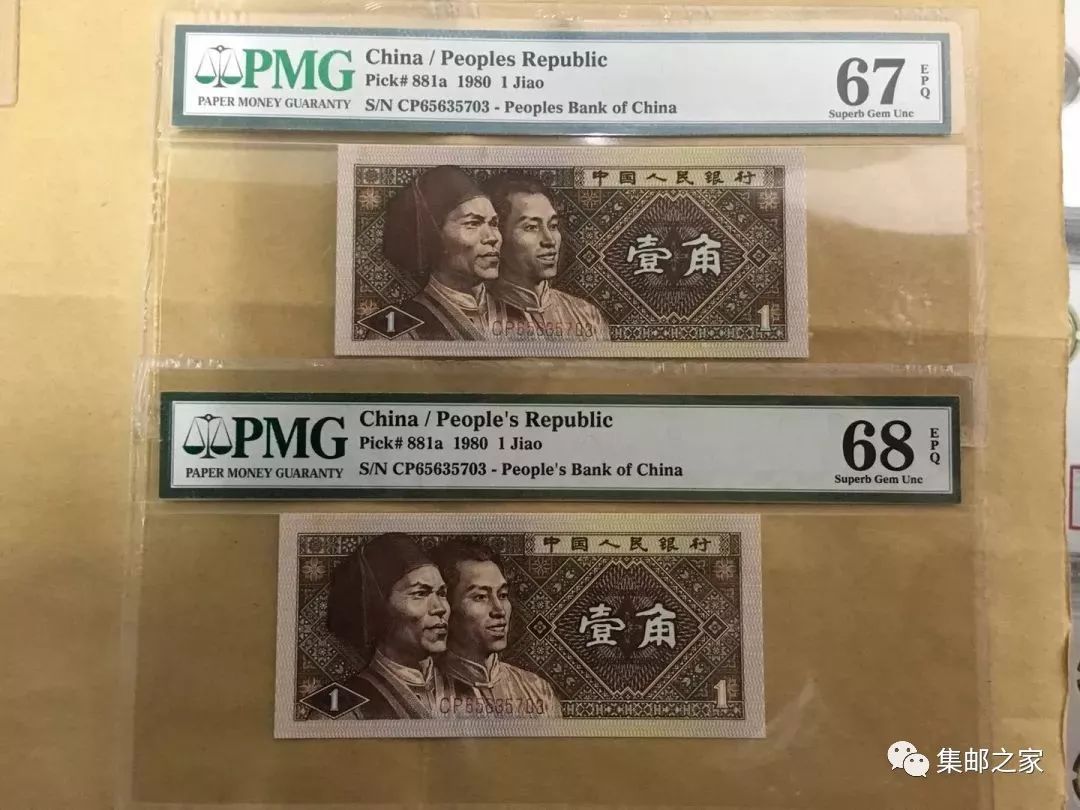 PMG
PAPER MONEY GUARANTY
China / Peoples Republic
Pick# 881a 1980 1 Jiao
S/N CP65635703 - Peoples Bank of China
67
EPQ
Superb Gem Unc
中国人民银行
壹角
1
CP65635703
1
PMG
PAPER MONEY GUARANTY
China / People's Republic
Pick# 881a 1980 1 Jiao
S/N CP65635703 - People's Bank of China
68
EPQ
Superb Gem Unc
中国人民银行
壹角
1
CP65635703
1
集邮之家